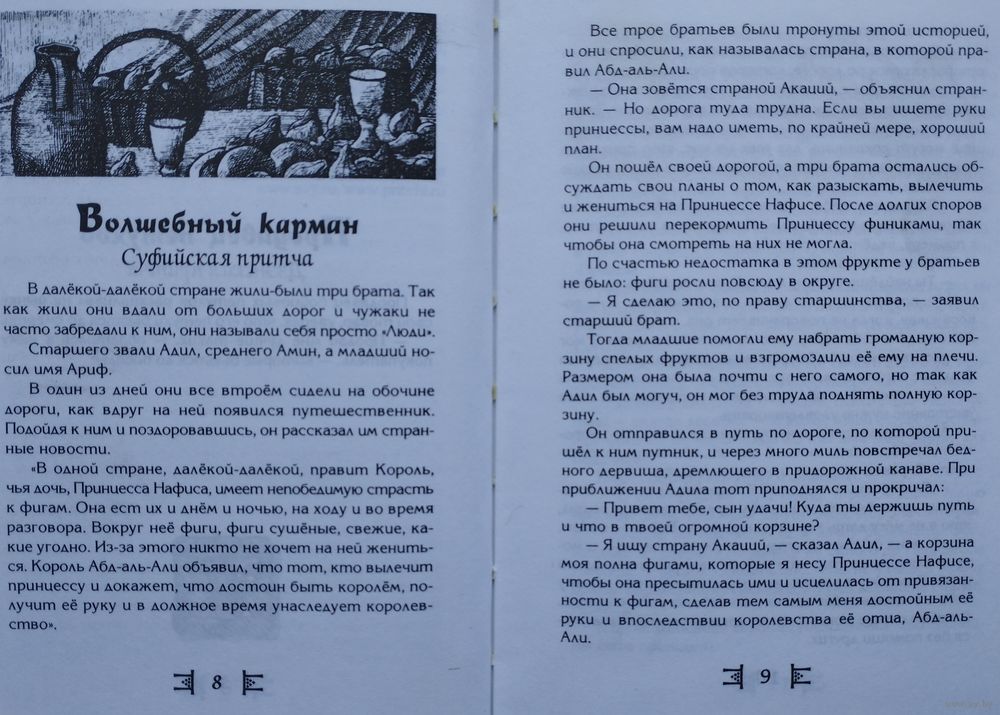 Волшебный карман
Суфийская притча
В далёкой-далёкой стране жили-были три брата. Так
как жили они вдали от больших дорог и чужаки не
часто забредали к ним, они называли себя просто «Люди».
Старшего звали Адил, среднего Амин, а младший но-
сил имя Ариф.
В один из дней они все втроём сидели на обочине
дороги, как вдруг на ней появился путешественник.
Подойдя к ним и поздоровавшись, он рассказал им стран-
ные новости.
«В одной стране, далёкой-далёкой, правит Король,
чья дочь, Принцесса Нафиса, имеет непобедимую страсть
к фигам. Она ест их и днём и ночью, на ходу и во время
разговора. Вокруг неё фиги, фиги сушёные, свежие, ка-
кие угодно. Из-за этого никто не хочет на ней женить-
ся. Король Абд-аль-Али объявил, что тот, кто вылечит
принцессу и докажет, что достоин быть королём, по-
лучит её руку и в должное время унаследует королев-
ство».
8
Все трое братьев были тронуты этой историей,
и они спросили, как называлась страна, в которой пра-
вил Абд-аль-Али.
— Она зовётся страной Акаций, — объяснил стран-
ник. — Но дорога туда трудна. Если вы ищете руки
принцессы, вам надо иметь, по крайней мере, хороший
план.
Он пошёл своей дорогой, а три брата остались об-
суждать свои планы о том, как разыскать, вылечить
и жениться на Принцессе Нафисе. После долгих споров
они решили перекормить Принцессу финиками, так
чтобы она смотреть на них не могла.
По счастью недостатка в этом фрукте у братьев
не было: фиги росли повсюду в округе.
— Я сделаю это, по праву старшинства, — заявил
старший брат.
Тогда младшие помогли ему набрать громадную кор-
зину спелых фруктов и взгромоздили её ему на плечи.
Размером она была почти с него самого, но так как
Адил был могуч, он мог без труда поднять полную кор-
зину.
Он отправился в путь по дороге, по которой при-
шёл к ним путник, и через много миль повстречал бед-
ного дервиша, дремлющего в придорожной канаве. При
приближении Адила тот приподнялся и прокричал:
— Привет тебе, сын удачи! Куда ты держишь путь
и что в твоей огромной корзине?
— Я ищу страну Акаций, — сказал Адил, — а корзина
моя полна фигами, которые я несу Принцессе Нафисе,
чтобы она пресытилась ими и исцелилась от привязан-
ности к фигам, сделав тем самым меня достойным её
руки и впоследствии королевства её отца, Абд-аль-
Али.
9